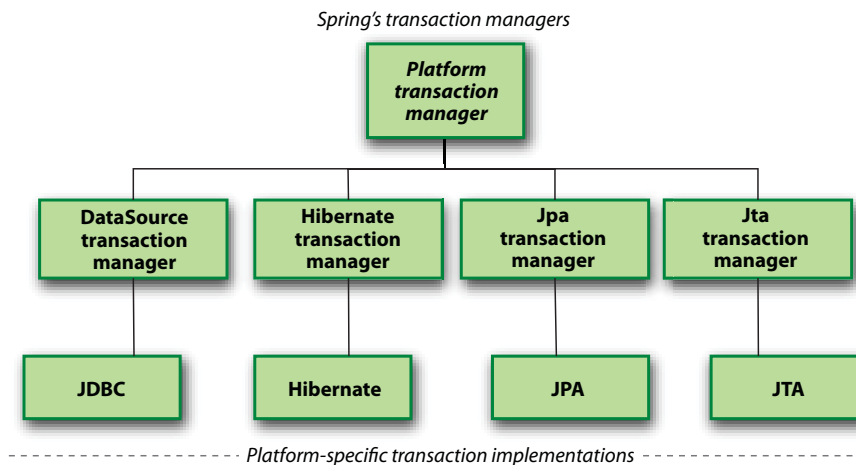 Spring's transaction managers
Platform
transaction
manager
DataSource
transaction
manager
Hibernate
transaction
manager
Jpa
transaction
manager
Jta
transaction
manager
JDBC
Hibernate
JPA
JTA
Platform-specific transaction implementations